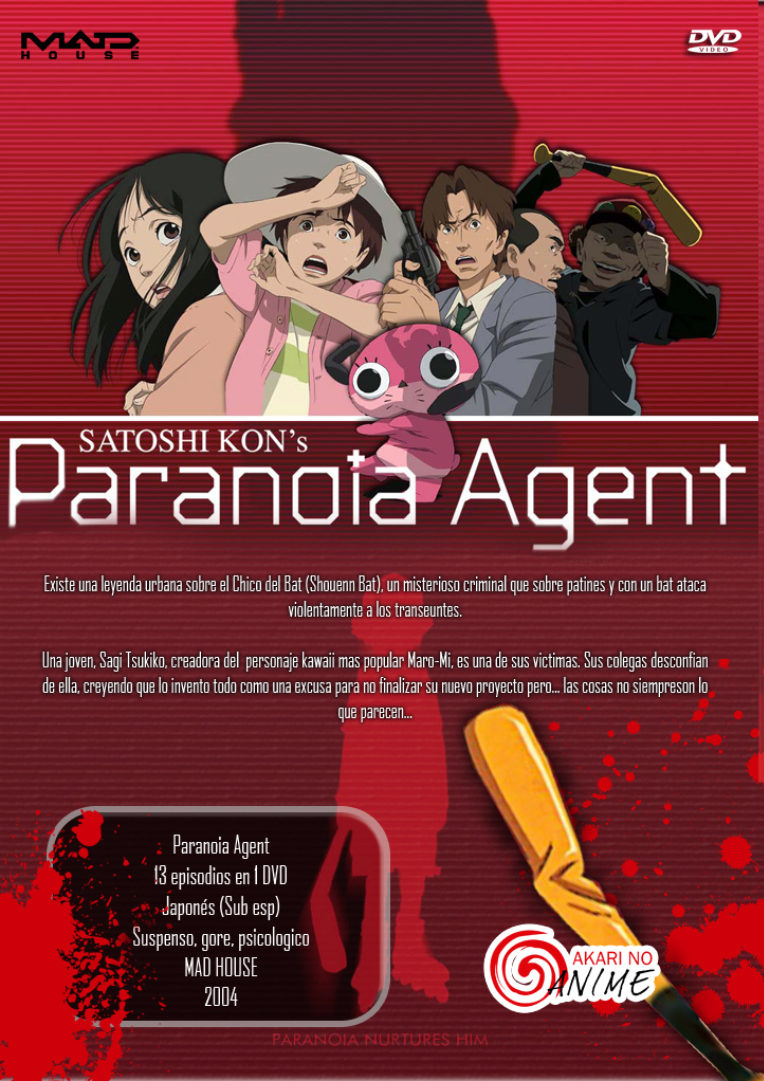 MAD HOUSE
DVD VIDEO
SATOSHI KON's
Paranoia Agent
Existe una leyenda urbana sobre el Chico del Bat (Shouenn Bat), un misterioso criminal que sobre patines y con un bat ataca
violentamente a los transeuntes.
Una joven, Sagi Tsukiko, creadora del personaje kawaii mas popular Maro-Mi, es una de sus victimas. Sus colegas desconfian
de ella, creyendo que lo invento todo como una excusa para no finalizar su nuevo proyecto pero... las cosas no siempreson lo
que parecen...
Paranoia Agent
13 episodios en 1 DVD
Japonés (Sub esp)
Suspenso, gore, psicologico
MAD HOUSE
2004
AKARI NO
ANIME
PARANOIA NURTURES HIM